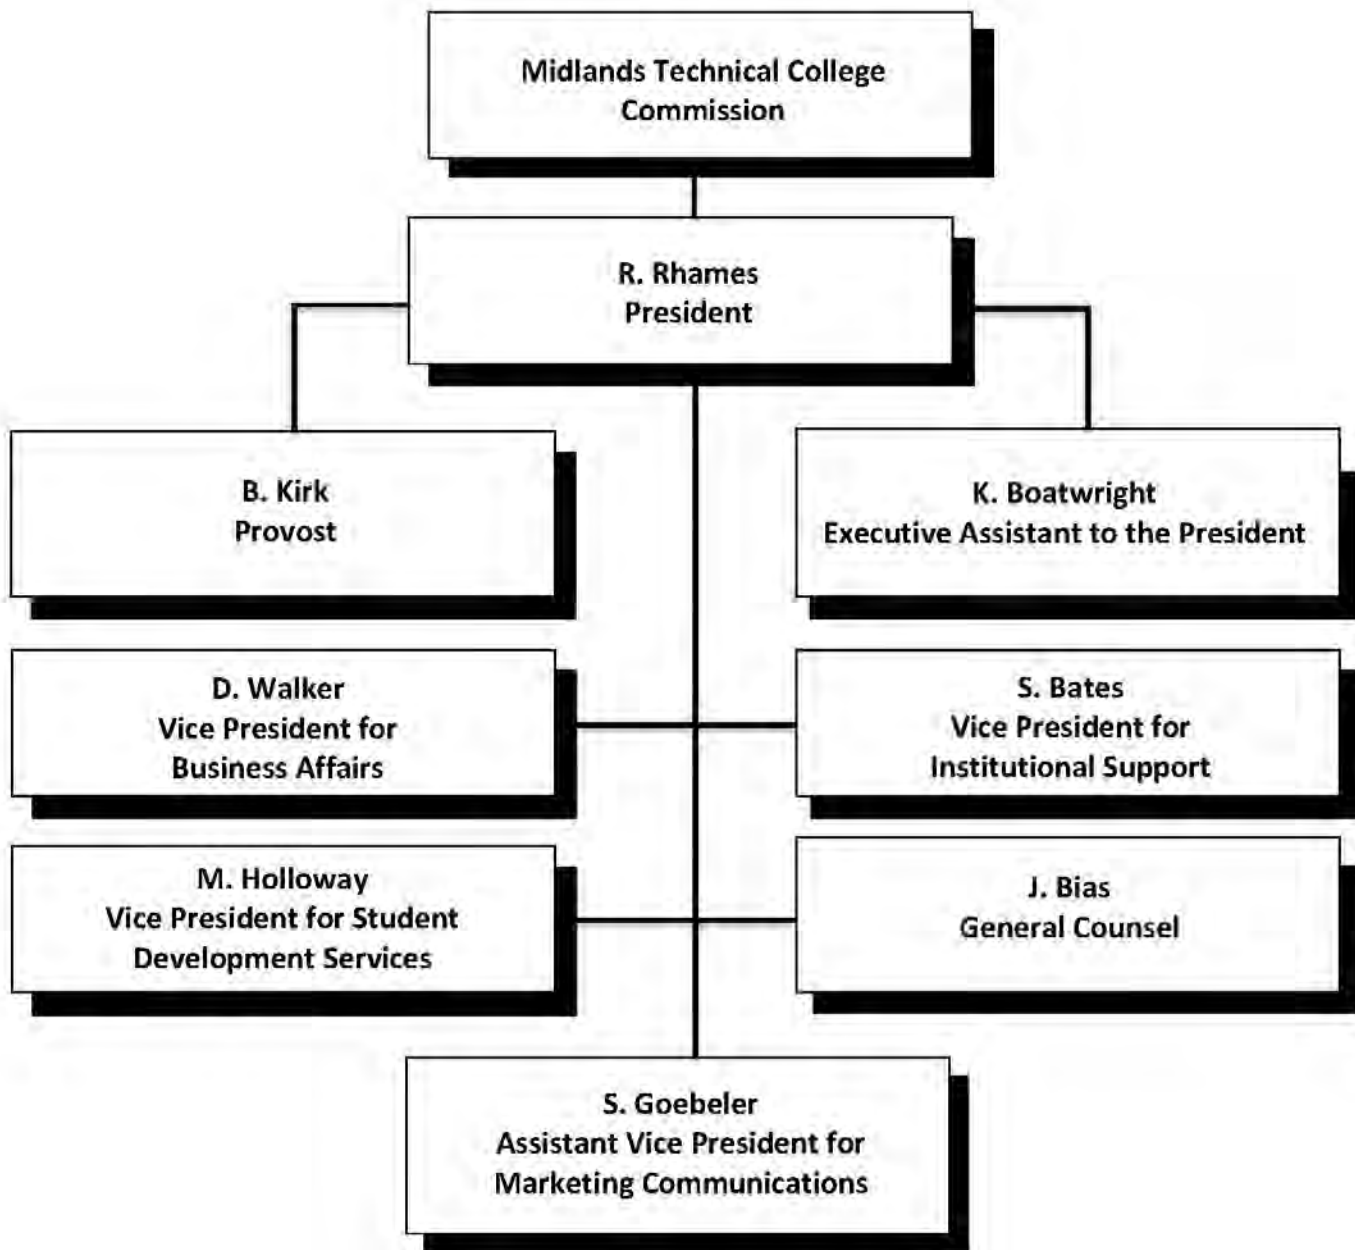 Midlands Technical College
Commission
R. Rhames
President
B. Kirk
Provost
K. Boatwright
Executive Assistant to the President
D. Walker
Vice President for
Business Affairs
S. Bates
Vice President for
Institutional Support
M. Holloway
Vice President for Student
Development Services
J. Bias
General Counsel
S. Goebeler
Assistant Vice President for
Marketing Communications